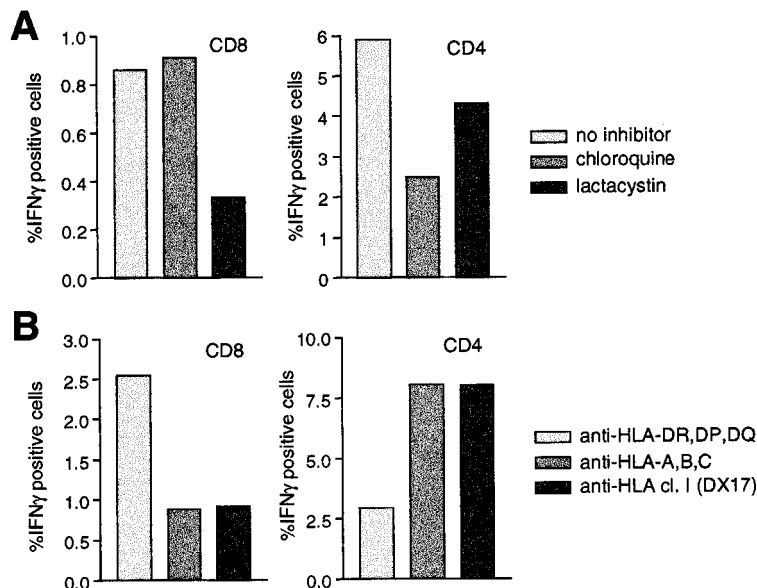 A
CD8
%IFNγ positive cells
1.0
0.8
0.6
0.4
0.2
0.0
CD4
%IFNγ positive cells
6
5
4
3
2
1
0
no inhibitor
chloroquine
lactacystin
B
CD8
%IFNγ positive cells
3.0
2.5
2.0
1.5
1.0
0.5
0.0
CD4
%IFNγ positive cells
10.0
7.5
5.0
2.5
0.0
anti-HLA-DR,DP,DQ
anti-HLA-A,B,C
anti-HLA cl. I (DX17)